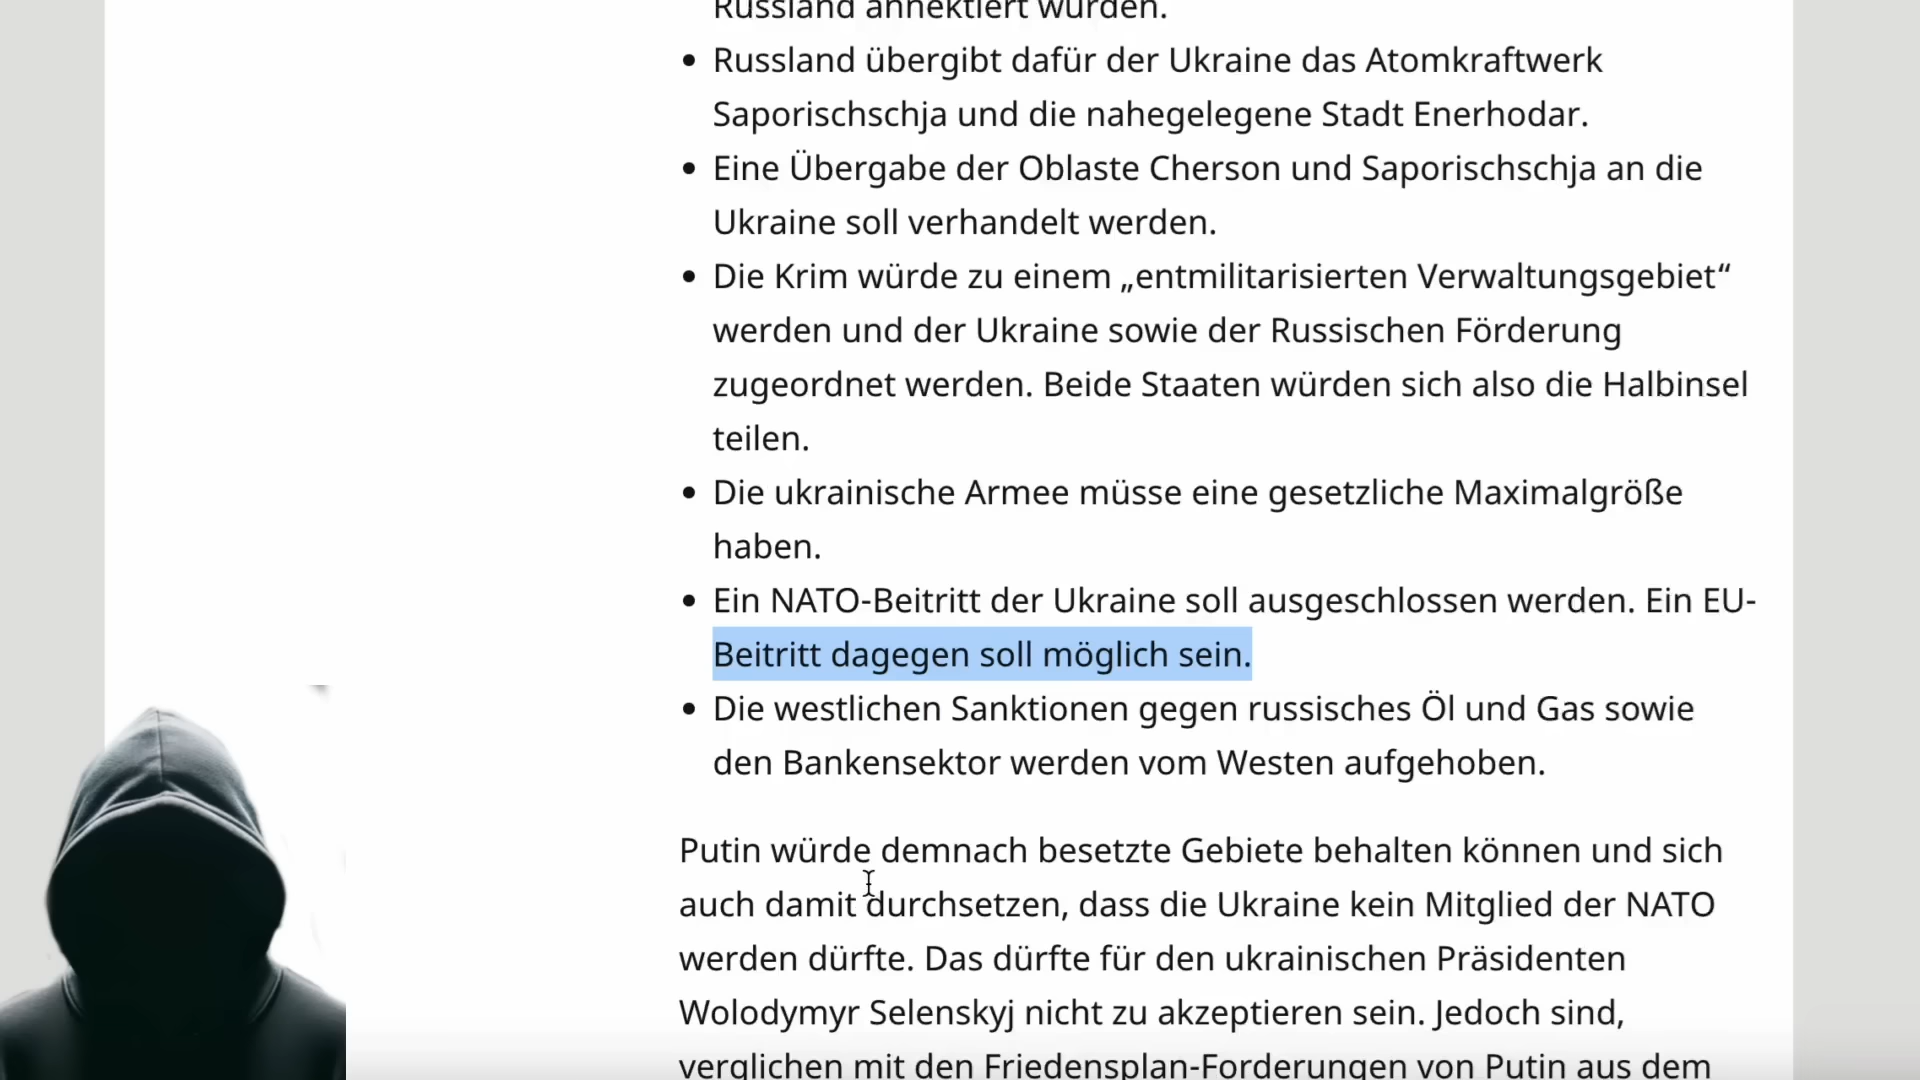 Russland annektiert wurden.
• Russland übergibt dafür der Ukraine das Atomkraftwerk
Saporischschja und die nahegelegene Stadt Enerhodar.
• Eine Übergabe der Oblaste Cherson und Saporischschja an die
Ukraine soll verhandelt werden.
• Die Krim würde zu einem „entmilitarisierten Verwaltungsgebiet“
werden und der Ukraine sowie der Russischen Förderung
zugeordnet werden. Beide Staaten würden sich also die Halbinsel
teilen.
• Die ukrainische Armee müsse eine gesetzliche Maximalgröße
haben.
• Ein NATO-Beitritt der Ukraine soll ausgeschlossen werden. Ein EU-
Beitritt dagegen soll möglich sein.
• Die westlichen Sanktionen gegen russisches Öl und Gas sowie
den Bankensektor werden vom Westen aufgehoben.
Putin würde demnach besetzte Gebiete behalten können und sich
auch damit durchsetzen, dass die Ukraine kein Mitglied der NATO
werden dürfte. Das dürfte für den ukrainischen Präsidenten
Wolodymyr Selenskyj nicht zu akzeptieren sein. Jedoch sind,
verglichen mit den Friedensplan-Forderungen von Putin aus dem